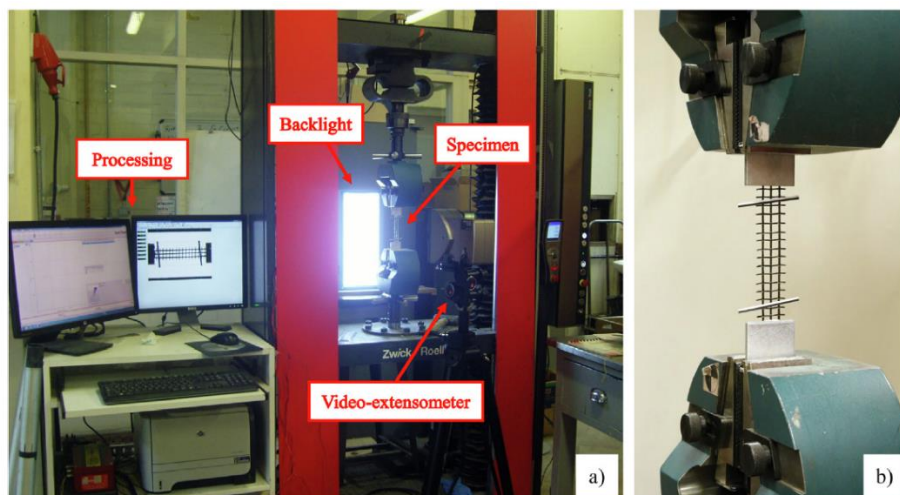 Backlight
Specimen
Processing
Zwick / Roell
Video-extensometer
a)
b)